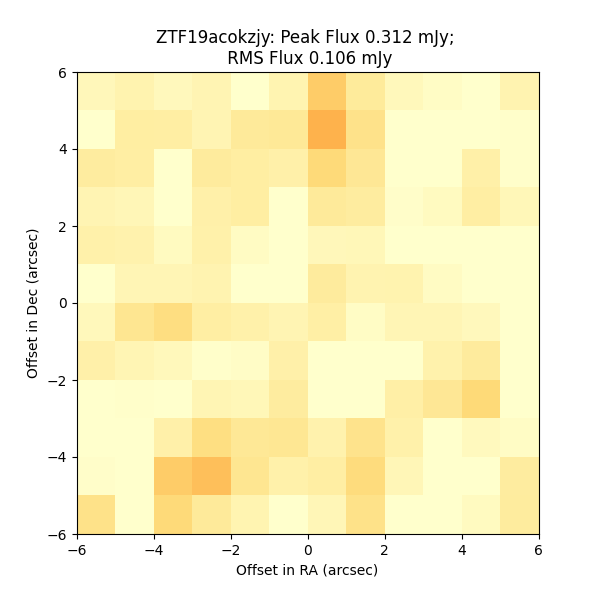 ZTF19acokzjy: Peak Flux 0.312 mJy;
RMS Flux 0.106 mJy
6
4
2
0
−2
−4
−6
Offset in Dec (arcsec)
−6 −4 −2 0 2 4 6
Offset in RA (arcsec)